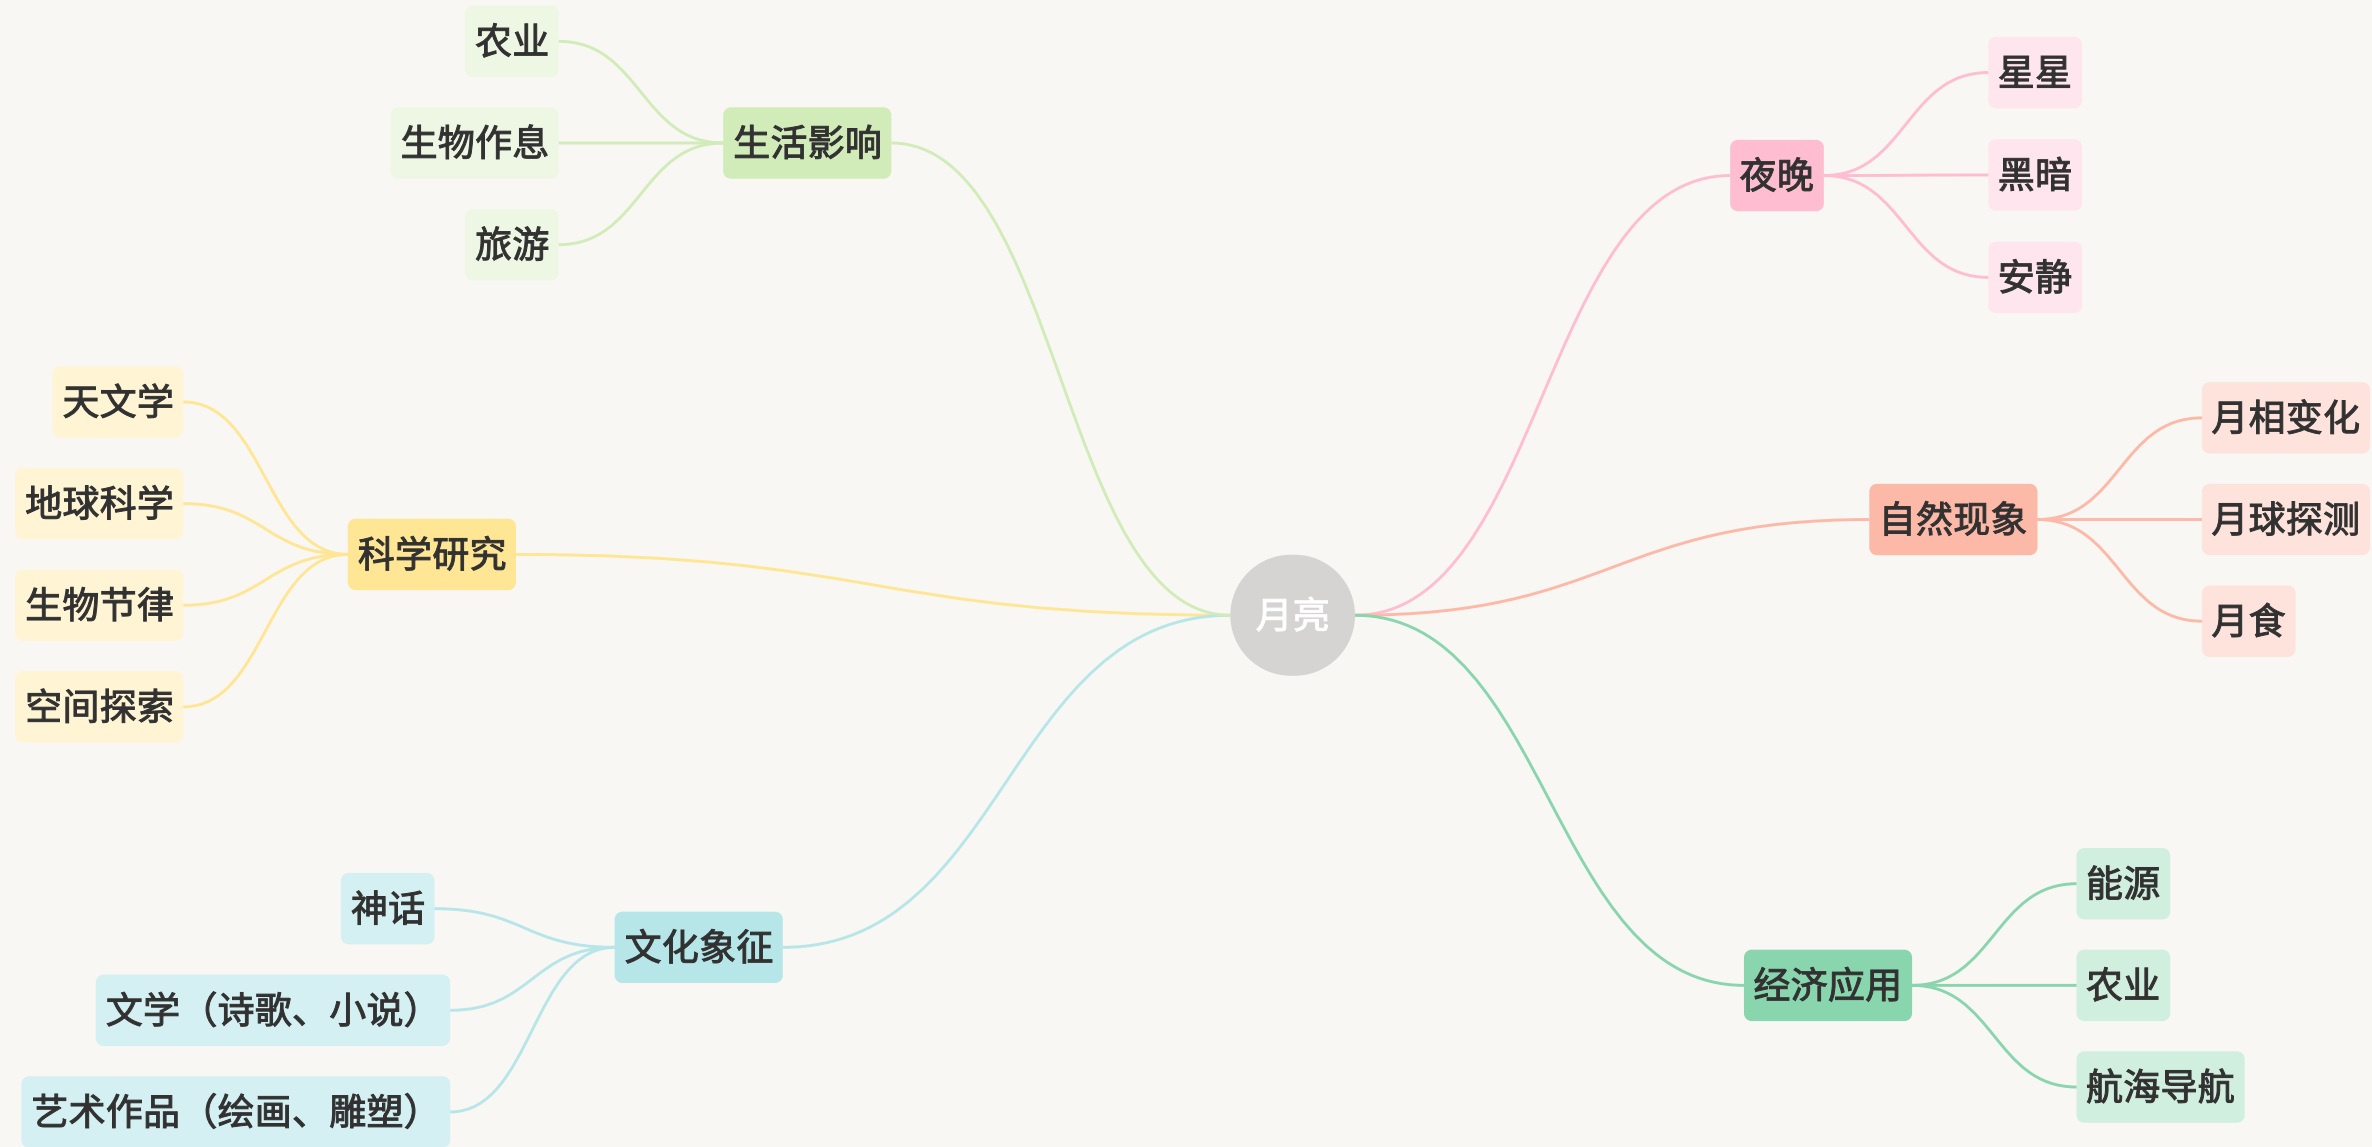 农业
生物作息
旅游
生活影响
天文学
地球科学
生物节律
空间探索
科学研究
神话
文学（诗歌、小说）
艺术作品（绘画、雕塑）
文化象征
月亮
夜晚
星星
黑暗
安静
自然现象
月相变化
月球探测
月食
经济应用
能源
农业
航海导航